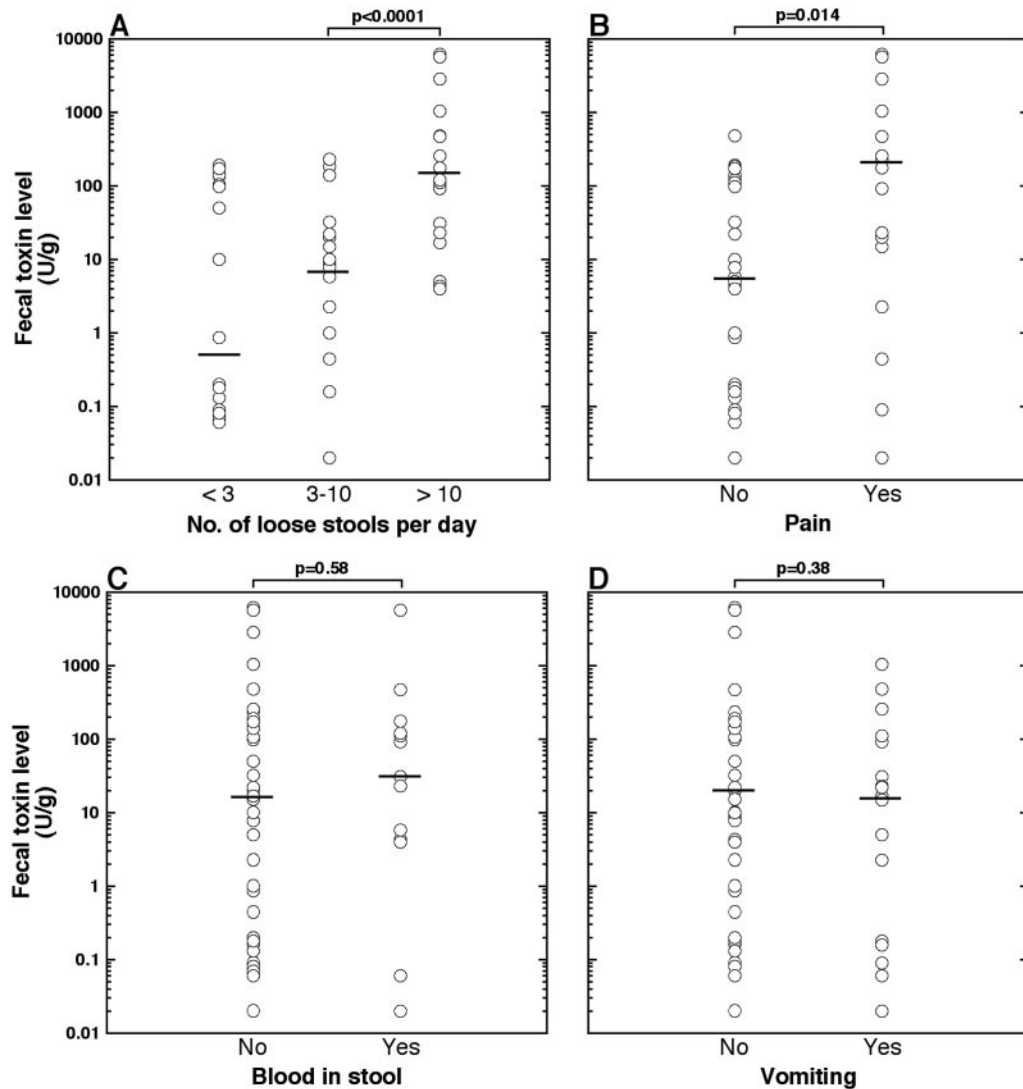 A
p<0.0001
10000
1000
100
10
1
0.1
0.01
Fecal toxin level
(U/g)
< 3 3-10 > 10
No. of loose stools per day
B
p=0.014
No Yes
Pain
C
p=0.58
10000
1000
100
10
1
0.1
0.01
Fecal toxin level
(U/g)
No Yes
Blood in stool
D
p=0.38
No Yes
Vomiting